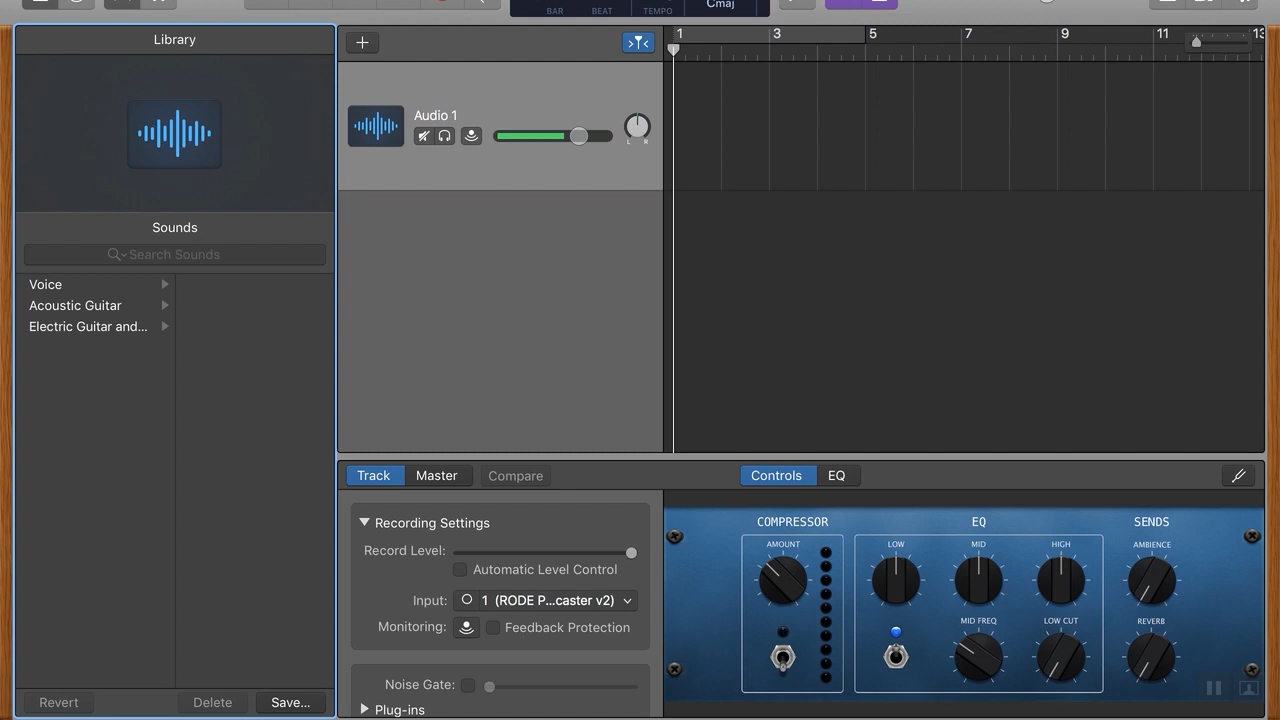 BAR BEAT TEMPO Cmaj
Library
1 3 5 7 9 11 13
Audio 1
L R
Sounds
Search Sounds
Voice
Acoustic Guitar
Electric Guitar and...
Track Master Compare Controls EQ
Recording Settings
Record Level:
Automatic Level Control
Input: 1 (RODE P...caster v2)
Monitoring: Feedback Protection
Noise Gate:
Plug-ins
COMPRESSOR EQ SENDS
AMOUNT LOW MID HIGH AMBIENCE
MID FREQ LOW CUT REVERB
Revert Delete Save...